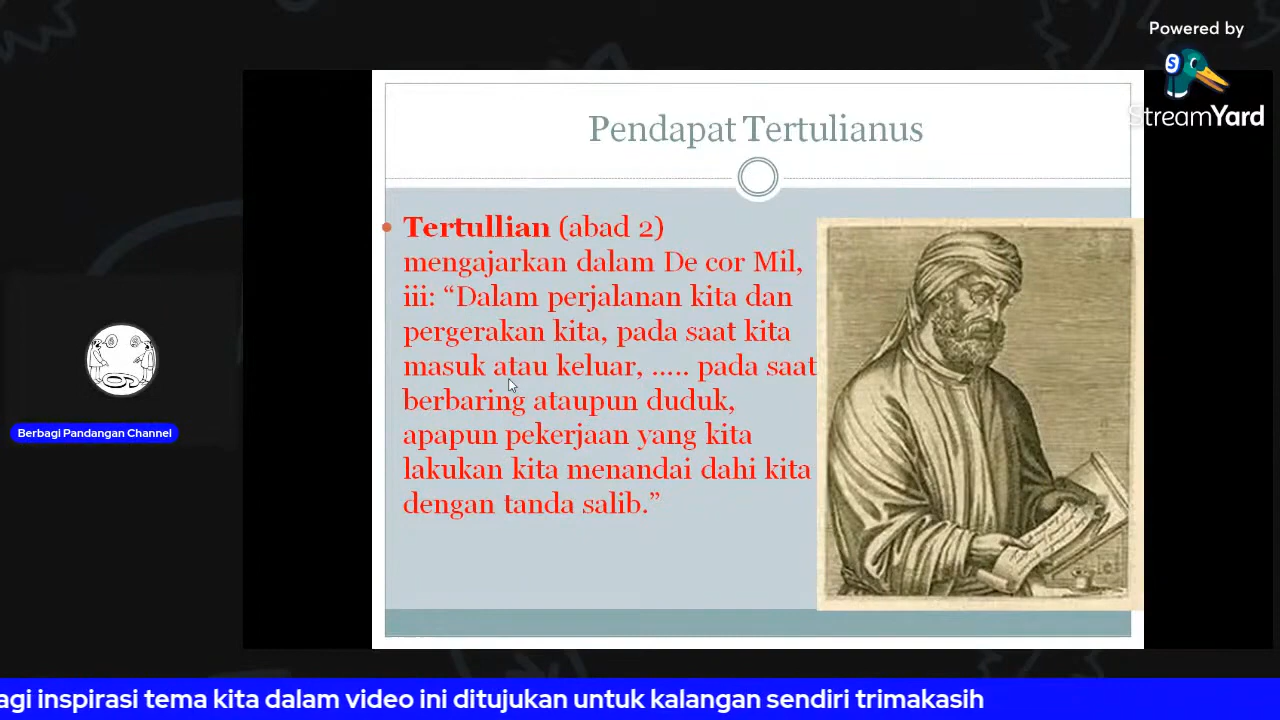 Powered by
S
StreamYard
Pendapat Tertulianus
• Tertullian (abad 2)
mengajarkan dalam De cor Mil,
iii: “Dalam perjalanan kita dan
pergerakan kita, pada saat kita
masuk atau keluar, ….. pada saat
berbaring ataupun duduk,
apapun pekerjaan yang kita
lakukan kita menandai dahi kita
dengan tanda salib.”
Berbagi Pandangan Channel
agi inspirasi tema kita dalam video ini ditujukan untuk kalangan sendiri trimakasih